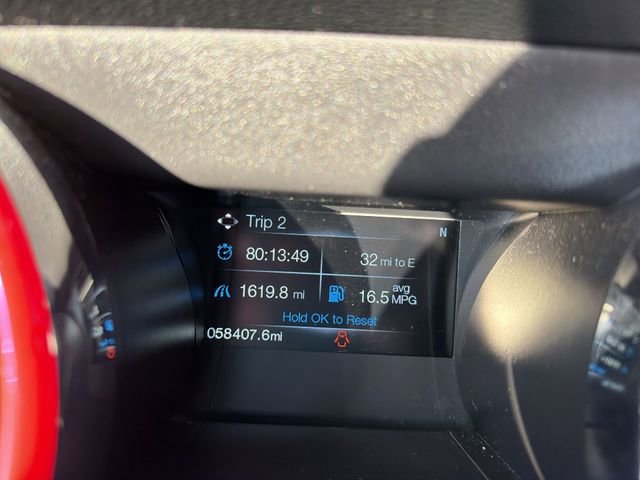 Trip 2
N
80:13:49
32 mi to E
1619.8 mi
16.5 avg MPG
Hold OK to Reset
058407.6mi